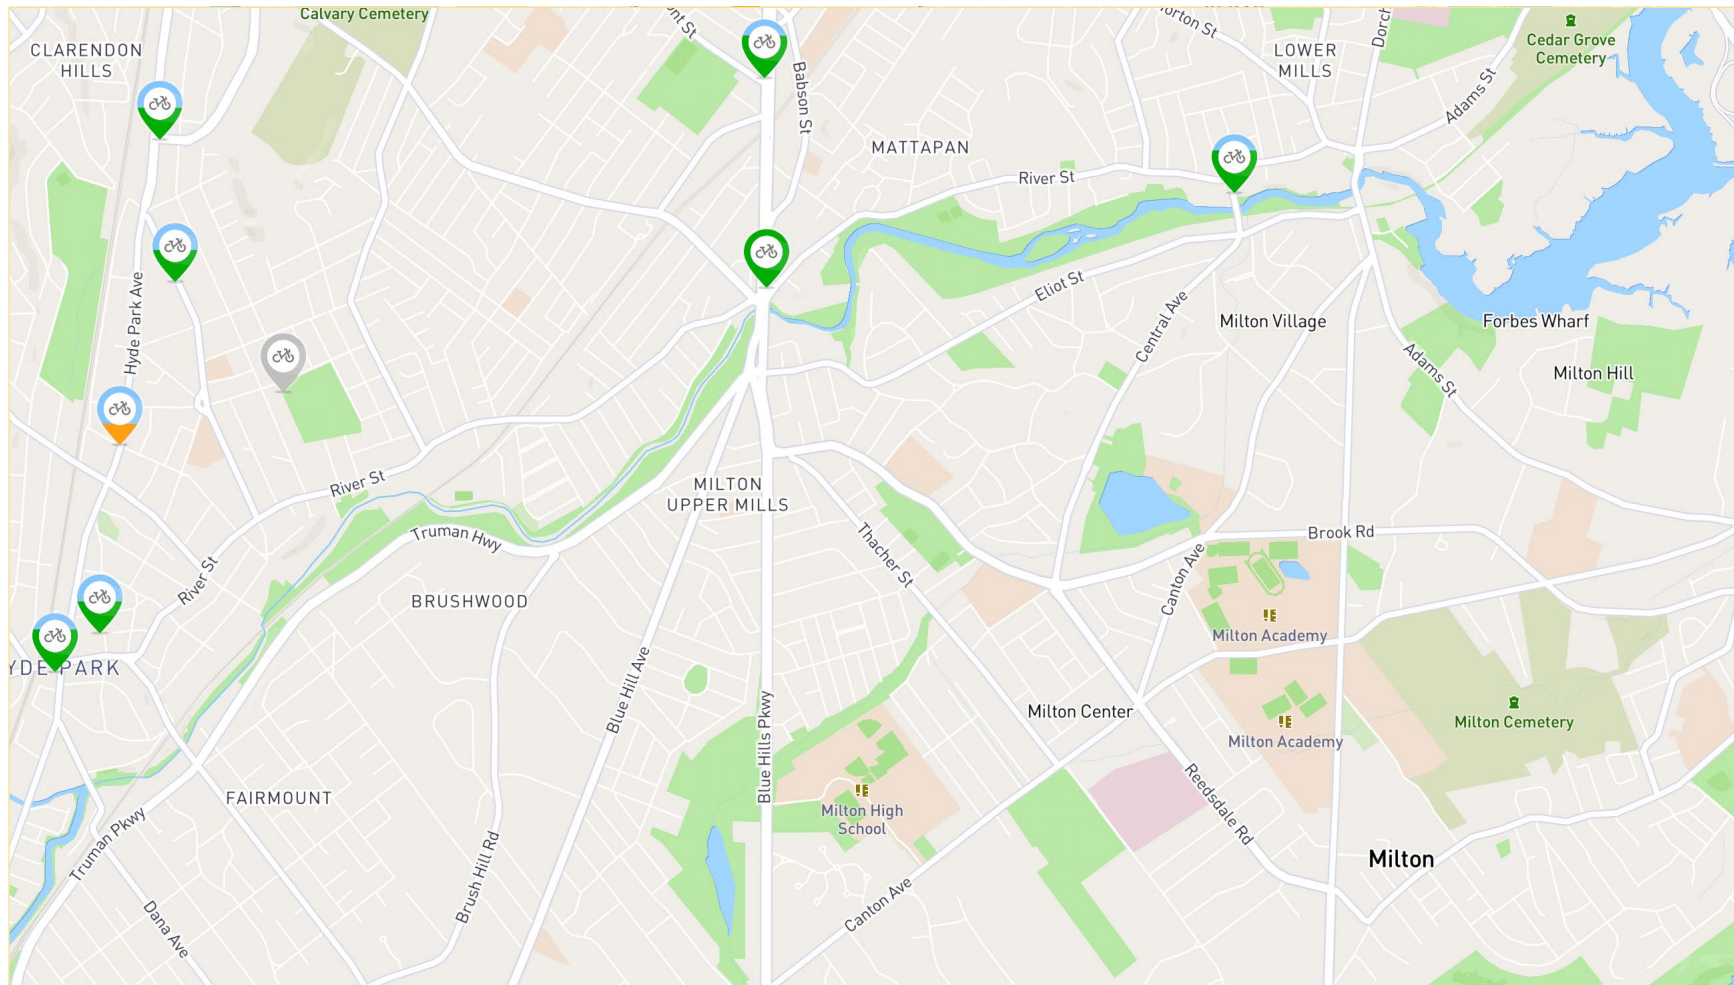 Calvary Cemetery
CLARENDON
HILLS
Babson St
LOWER
MILLS
Cedar Grove
Cemetery
Adams St
MATTAPAN
River St
Hyde Park Ave
Eliot St
Central Ave
Milton Village
Forbes Wharf
Milton Hill
Adams St
River St
MILTON
UPPER MILLS
Truman Hwy
Thacher St
Brook Rd
River St
BRUSHWOOD
Canton Ave
Milton Academy
YDE PARK
Blue Hill Ave
Blue Hills Pkwy
Milton Center
Milton Cemetery
Milton Academy
FAIRMOUNT
Truman Pkwy
Milton High
School
Reedsdale Rd
Milton
Brush Hill Rd
Canton Ave
Dana Ave